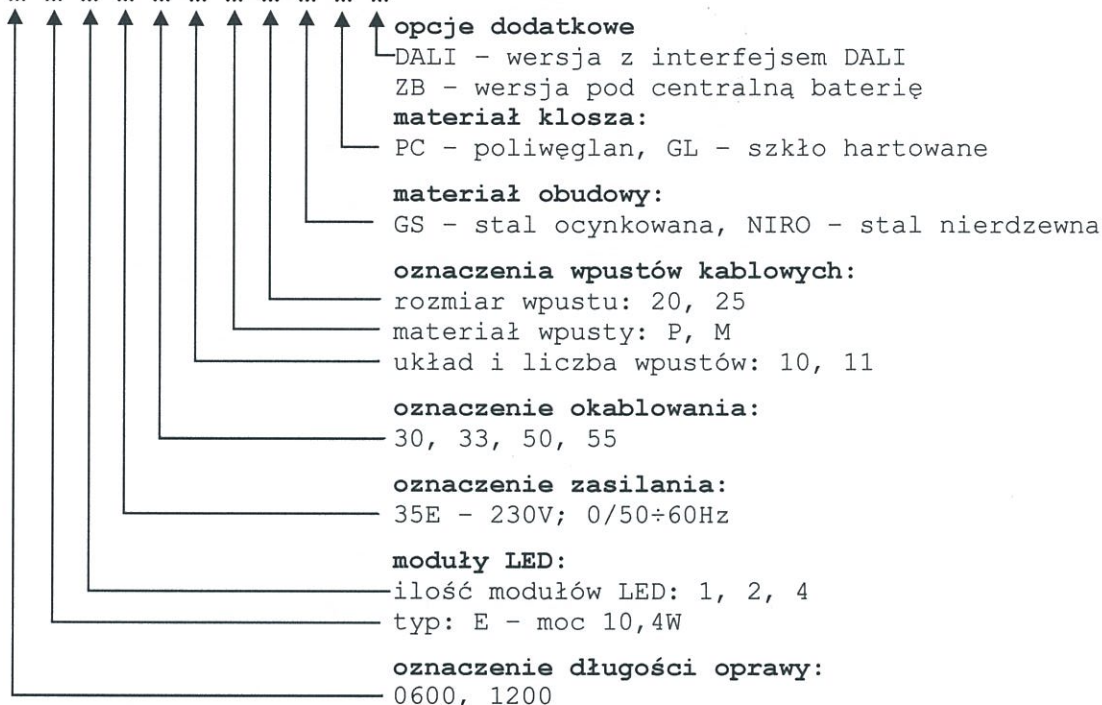 ... ... ... ... ... ... ... ... ... ... ...
opcje dodatkowe
DALI – wersja z interfejsem DALI
ZB – wersja pod centralną baterię
materiał klosza:
PC – poliwęglan, GL – szkło hartowane
materiał obudowy:
GS – stal ocynkowana, NIRO – stal nierdzewna
oznaczenia wpustów kablowych:
rozmiar wpustu: 20, 25
materiał wpusty: P, M
układ i liczba wpustów: 10, 11
oznaczenie okablowania:
30, 33, 50, 55
oznaczenie zasilania:
35E – 230V; 0/50÷60Hz
moduły LED:
ilość modułów LED: 1, 2, 4
typ: E – moc 10,4W
oznaczenie długości oprawy:
0600, 1200